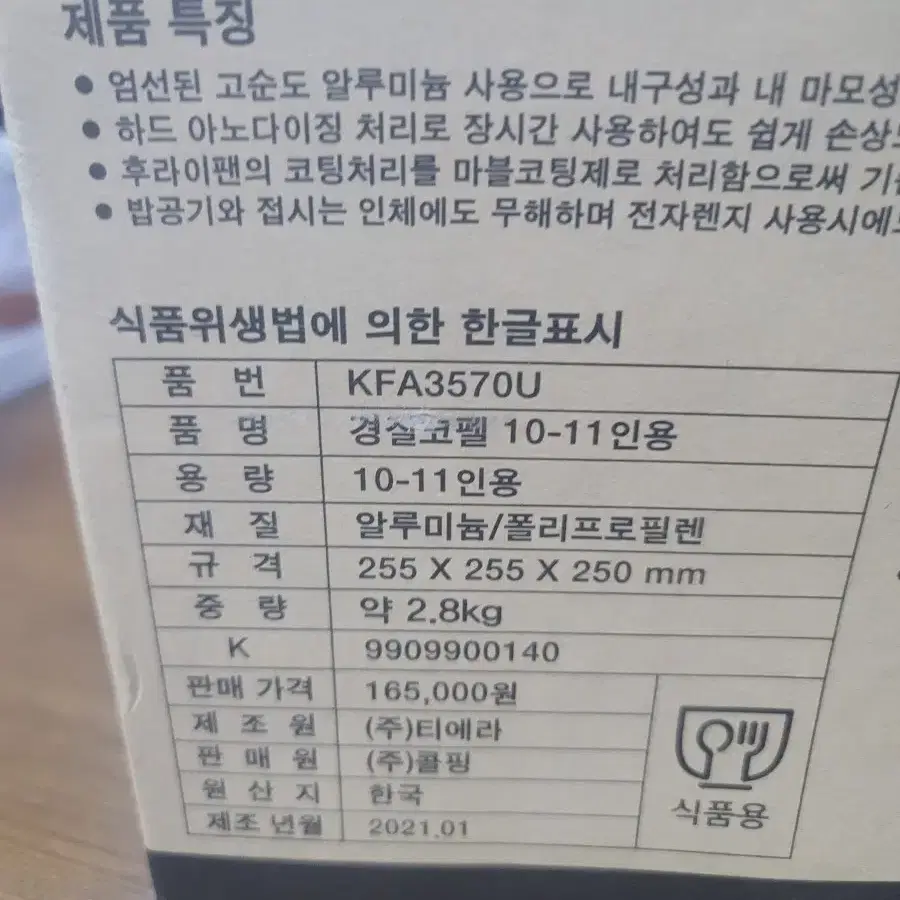 제품 특징
● 엄선된 고순도 알루미늄 사용으로 내구성과 내 마모성
● 하드 아노다이징 처리로 장시간 사용하여도 쉽게 손상
● 후라이팬의 코팅처리를 마블코팅제로 처리함으로써
● 밥공기와 접시는 인체에도 무해하며 전자렌지 사용시에
식품위생법에 의한 한글표시
품 번 KFA3570U
품 명 경질코펠 10-11인용
용 량 10-11인용
재 질 알루미늄/폴리프로필렌
규 격 255 X 255 X 250 mm
중 량 약 2.8kg
K 9909900140
판매 가격 165,000원
제 조 원 (주)티에라
판 매 원 (주)콜핑
원 산 지 한국
제조 년월 2021.01
식품용